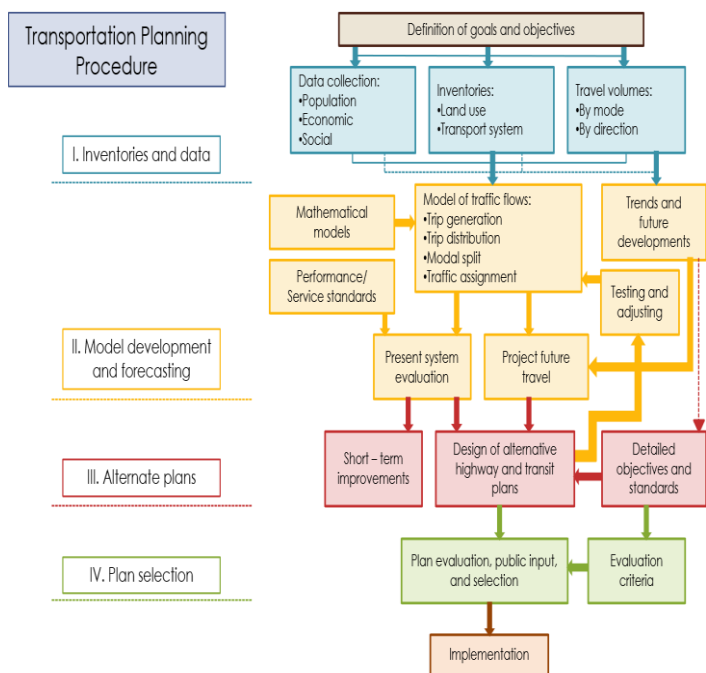 Transportation Planning
Procedure
Definition of goals and objectives
Data collection:
•Population
•Economic
•Social
Inventories:
•Land use
•Transport system
Travel volumes:
•By mode
•By direction
I. Inventories and data
Mathematical
models
Model of traffic flows:
•Trip generation
•Trip distribution
•Modal split
•Traffic assignment
Trends and
future
developments
Performance/
Service standards
Testing and
adjusting
II. Model development
and forecasting
Present system
evaluation
Project future
travel
III. Alternate plans
Short – term
improvements
Design of alternative
highway and transit
plans
Detailed
objectives and
standards
IV. Plan selection
Plan evaluation, public input,
and selection
Evaluation
criteria
Implementation